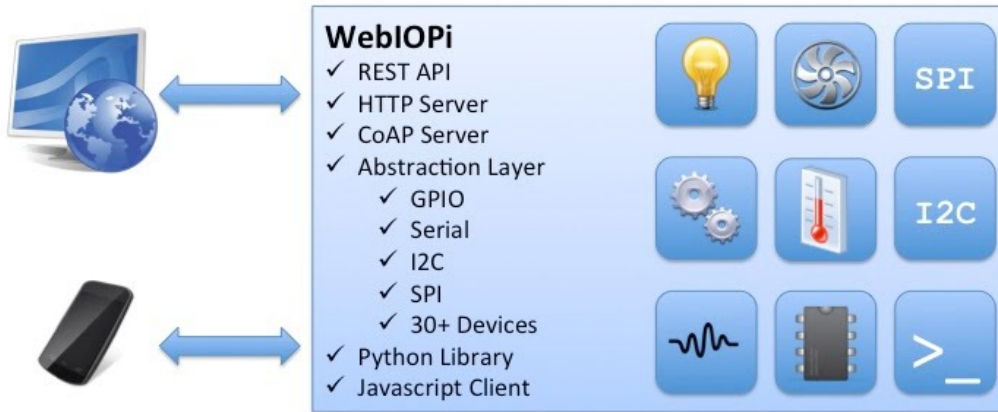 WebIOPi
✓ REST API
✓ HTTP Server
✓ CoAP Server
✓ Abstraction Layer
✓ GPIO
✓ Serial
✓ I2C
✓ SPI
✓ 30+ Devices
✓ Python Library
✓ Javascript Client
SPI
I2C
>_